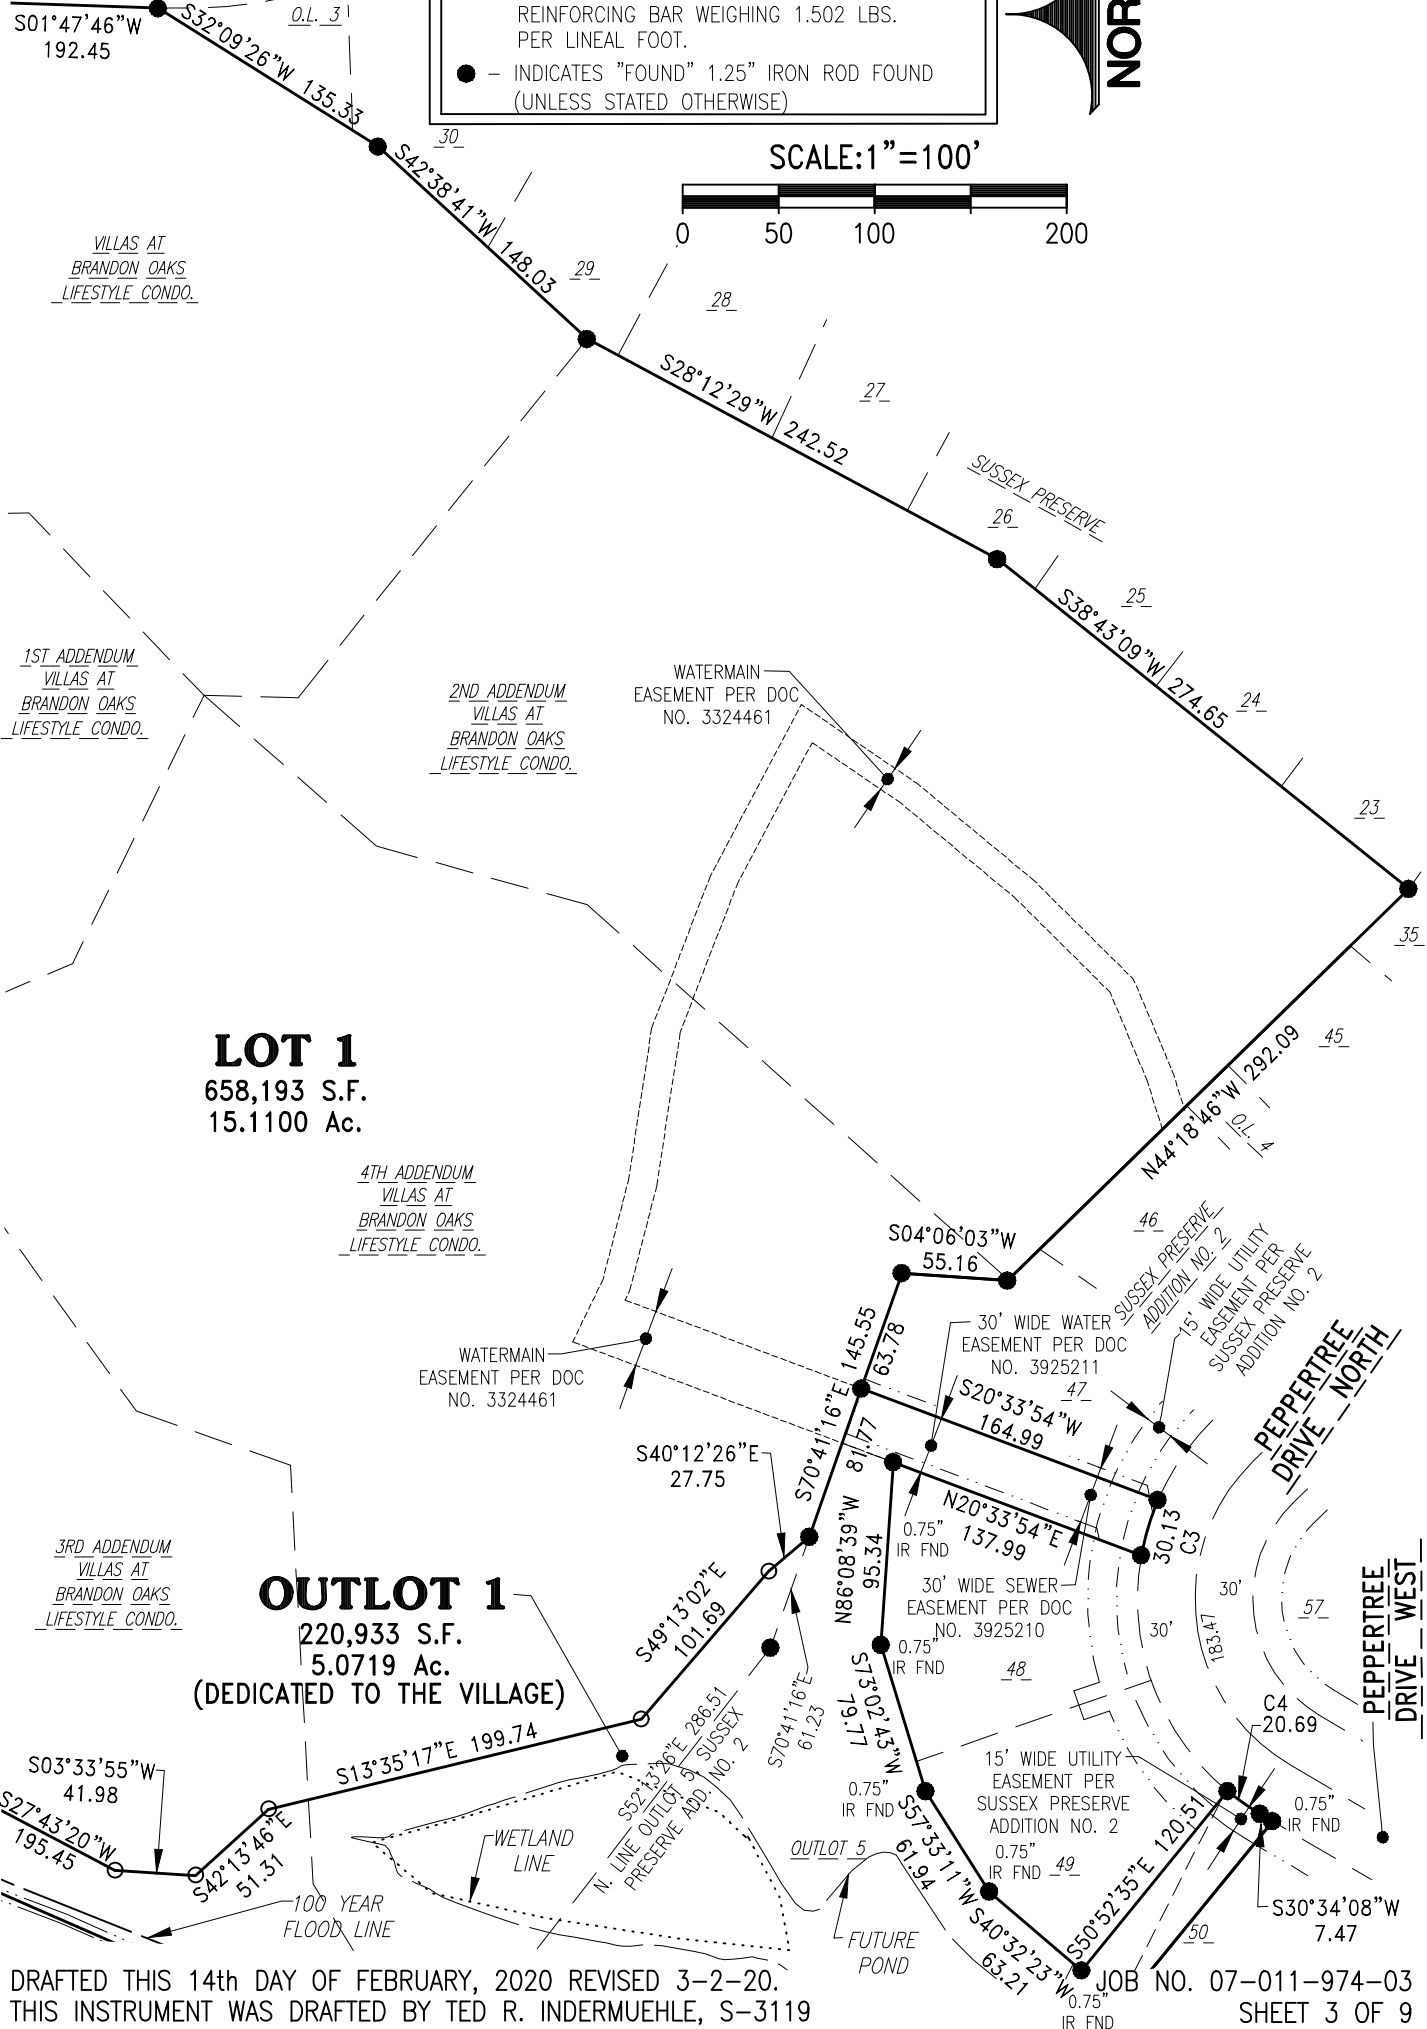 S01°47'46"W
192.45
S32°09'26"W 135.33
O.L. 3
REINFORCING BAR WEIGHING 1.502 LBS.
PER LINEAL FOOT.
● – INDICATES "FOUND" 1.25" IRON ROD FOUND
(UNLESS STATED OTHERWISE)
NOR
30
SCALE:1"=100'
0 50 100 200
S42°38'41"W 148.03
VILLAS AT
BRANDON OAKS
LIFESTYLE CONDO.
29
28
S28°12'29"W 242.52
27
SUSSEX PRESERVE
26
25
S38°43'09"W 274.65
24
23
1ST ADDENDUM
VILLAS AT
BRANDON OAKS
LIFESTYLE CONDO.
2ND ADDENDUM
VILLAS AT
BRANDON OAKS
LIFESTYLE CONDO.
WATERMAIN
EASEMENT PER DOC
NO. 3324461
35
45
N44°18'46"W 292.09
O.L. 4
LOT 1
658,193 S.F.
15.1100 Ac.
4TH ADDENDUM
VILLAS AT
BRANDON OAKS
LIFESTYLE CONDO.
46
S04°06'03"W
55.16
SUSSEX PRESERVE
ADDITION NO. 2
15' WIDE UTILITY
EASEMENT PER
SUSSEX PRESERVE
ADDITION NO. 2
PEPPERTREE
DRIVE NORTH
WATERMAIN
EASEMENT PER DOC
NO. 3324461
S70°41'16"E 145.55
63.78
81.77
30' WIDE WATER
EASEMENT PER DOC
NO. 3925211
47
S20°33'54"W
164.99
S40°12'26"E
27.75
N20°33'54"E
137.99
30.13
C3
0.75"
IR FND
N86°08'39"W
95.34
30' WIDE SEWER
EASEMENT PER DOC
NO. 3925210
3RD ADDENDUM
VILLAS AT
BRANDON OAKS
LIFESTYLE CONDO.
OUTLOT 1
220,933 S.F.
5.0719 Ac.
(DEDICATED TO THE VILLAGE)
S49°13'02"E
101.69
0.75"
IR FND
48
30'
30'
183.47
57
PEPPERTREE
DRIVE WEST
S73°02'43"W
79.77
S70°41'16"E
61.23
S52°13'26"E 286.51
N. LINE OUTLOT 5, SUSSEX
PRESERVE ADD. NO. 2
S13°35'17"E 199.74
S03°33'55"W
41.98
S27°43'20"W
195.45
S42°13'46"E
51.31
C4
20.69
15' WIDE UTILITY
EASEMENT PER
SUSSEX PRESERVE
ADDITION NO. 2
0.75"
IR FND
0.75"
IR FND
S57°33'11"W
61.94
WETLAND
LINE
OUTLOT 5
0.75"
IR FND
49
S50°52'35"E 120.51
100 YEAR
FLOOD LINE
FUTURE
POND
S40°32'23"W
63.21
50
S30°34'08"W
7.47
0.75"
IR FND
DRAFTED THIS 14th DAY OF FEBRUARY, 2020 REVISED 3-2-20.
THIS INSTRUMENT WAS DRAFTED BY TED R. INDERMUEHLE, S-3119
JOB NO. 07-011-974-03
SHEET 3 OF 9